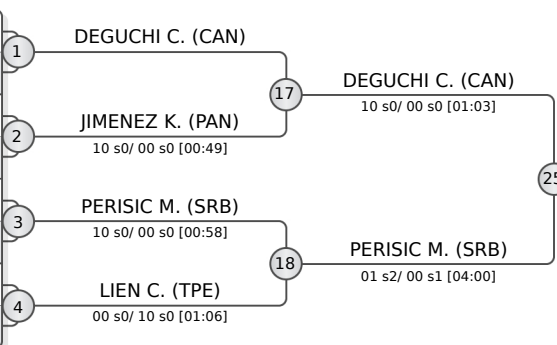 DEGUCHI C. (CAN)
1
17
DEGUCHI C. (CAN)
10 s0/ 00 s0 [01:03]
JIMENEZ K. (PAN)
2
10 s0/ 00 s0 [00:49]
25
PERISIC M. (SRB)
3
10 s0/ 00 s0 [00:58]
18
PERISIC M. (SRB)
01 s2/ 00 s1 [04:00]
LIEN C. (TPE)
4
00 s0/ 10 s0 [01:06]